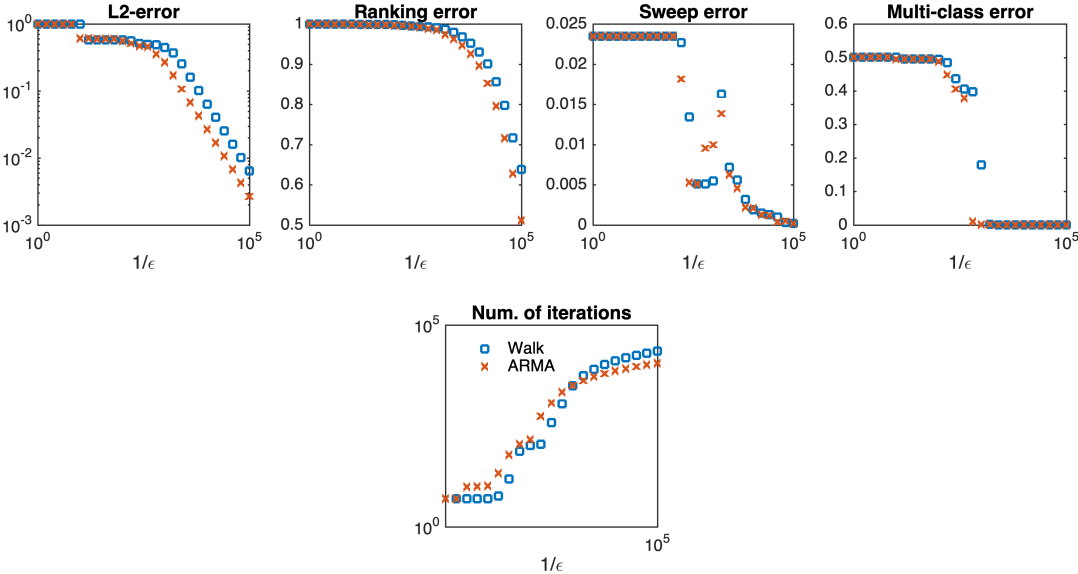 L2-error
10^0
10^-1
10^-2
10^-3
10^0
10^5
1/ϵ
Ranking error
1
0.9
0.8
0.7
0.6
0.5
10^0
10^5
1/ϵ
Sweep error
0.025
0.02
0.015
0.01
0.005
0
10^0
10^5
1/ϵ
Multi-class error
0.6
0.5
0.4
0.3
0.2
0.1
0
10^0
10^5
1/ϵ
Num. of iterations
10^5
Walk
ARMA
10^0
10^5
1/ϵ